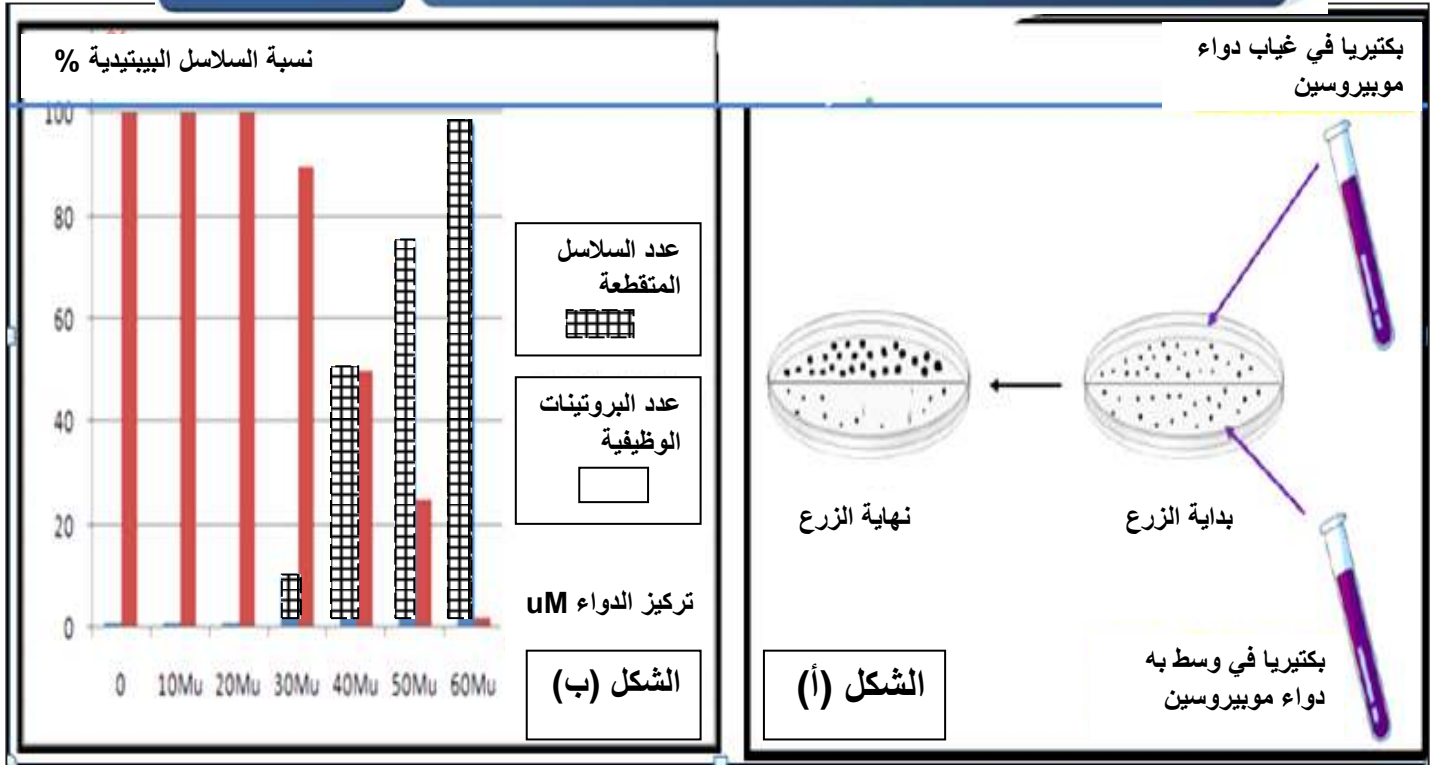 بكتيريا في غياب دواء
موبيروسين
بداية الزرع
نهاية الزرع
بكتيريا في وسط به
دواء موبيروسين
الشكل (أ)
نسبة السلاسل الببتيدية %
100
80
60
40
20
0
0 10Mu 20Mu 30Mu 40Mu 50Mu 60Mu
عدد السلاسل
المتقطعة
عدد البروتينات
الوظيفية
تركيز الدواء uM
الشكل (ب)